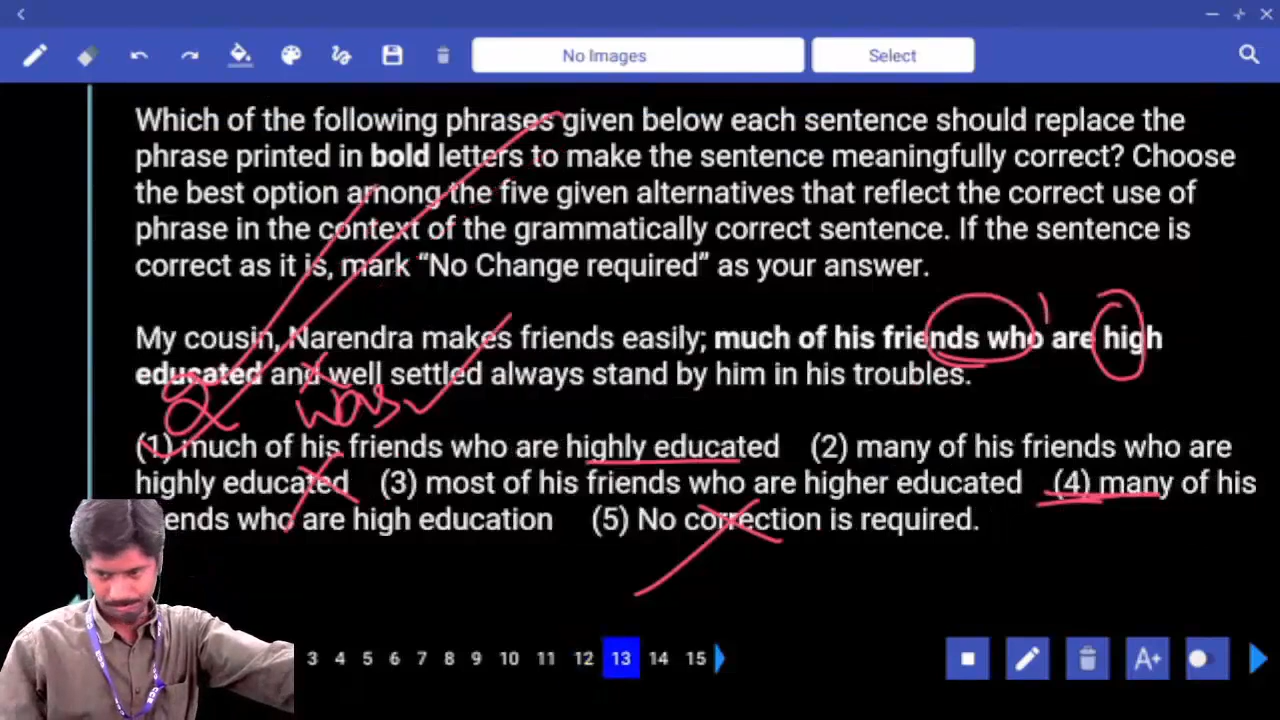 No Images
Select
Which of the following phrases given below each sentence should replace the
phrase printed in bold letters to make the sentence meaningfully correct? Choose
the best option among the five given alternatives that reflect the correct use of
phrase in the context of the grammatically correct sentence. If the sentence is
correct as it is, mark “No Change required” as your answer.
My cousin, Narendra makes friends easily; much of his friends who are high
educated and well settled always stand by him in his troubles.
2 was
(1) much of his friends who are highly educated (2) many of his friends who are
highly educated (3) most of his friends who are higher educated (4) many of his
ends who are high education (5) No correction is required.
3 4 5 6 7 8 9 10 11 12 13 14 15
A+